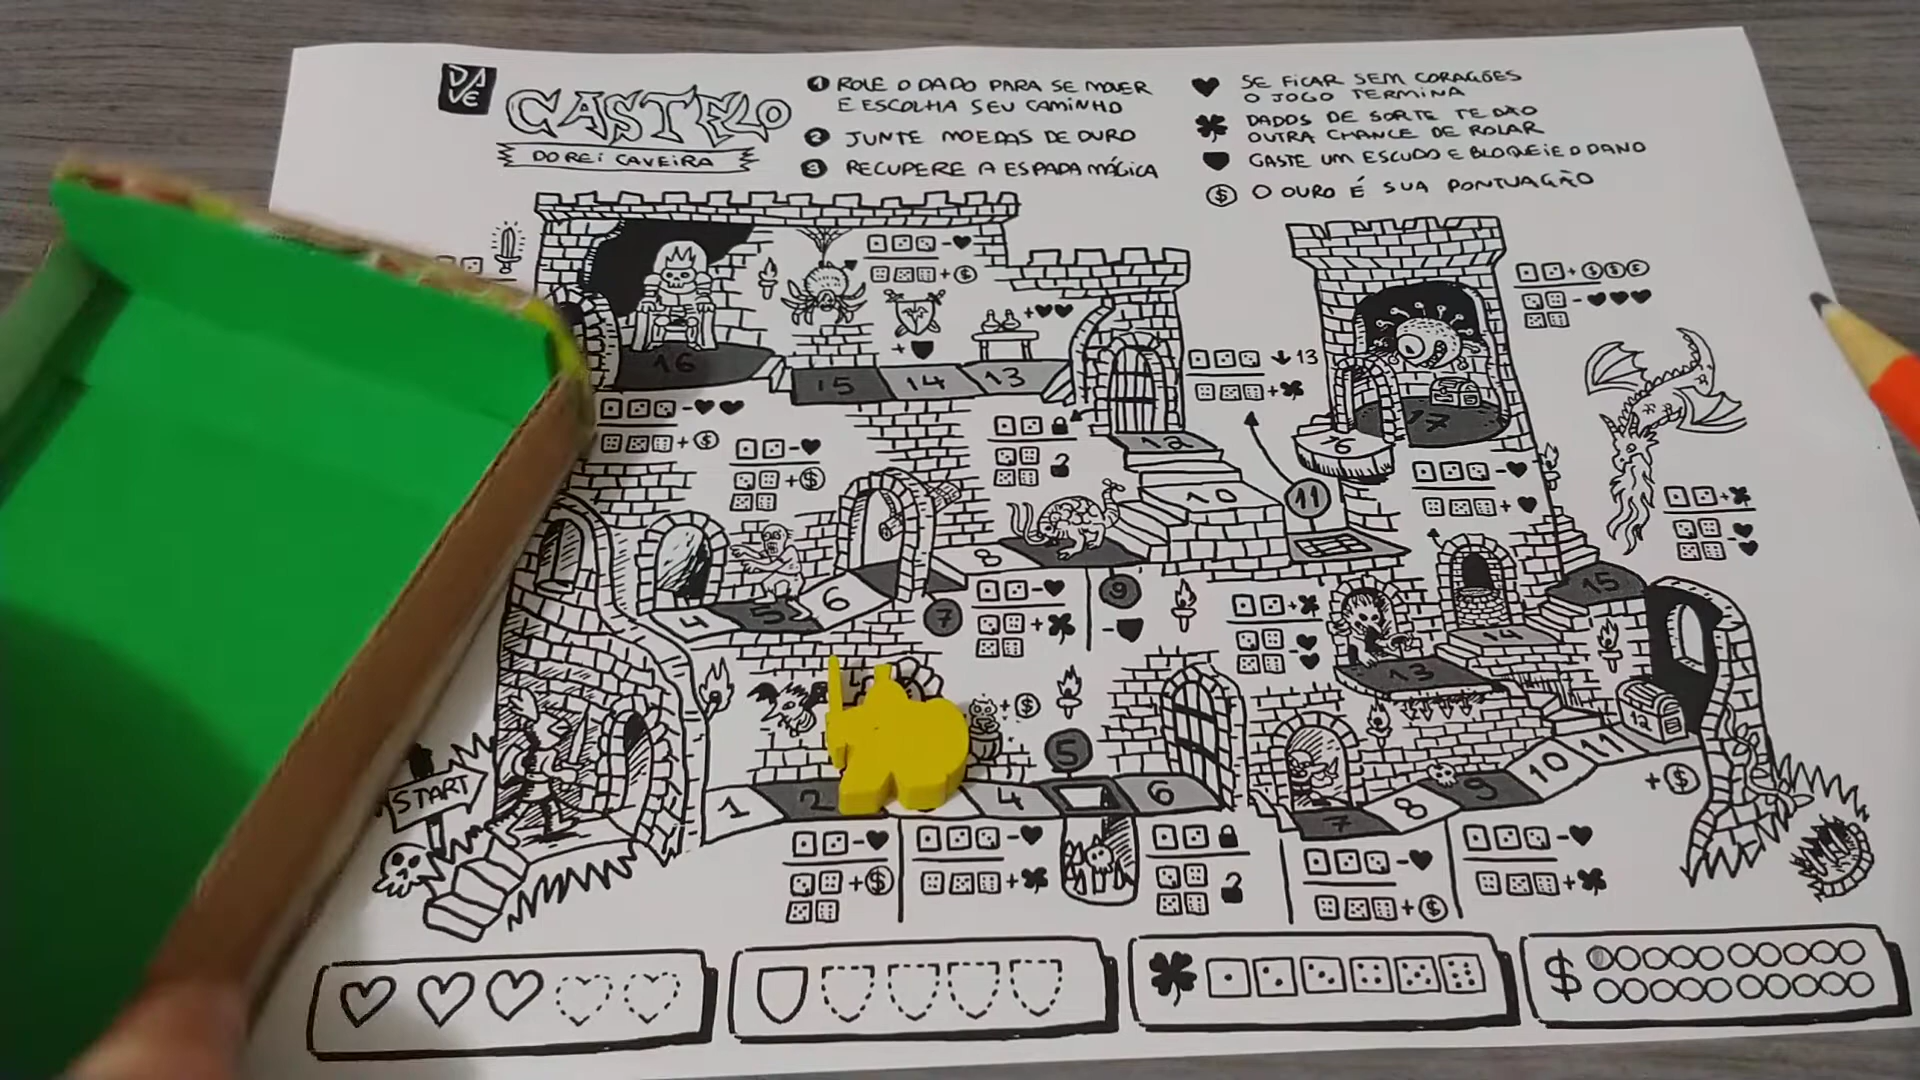 DAVE
CASTELO
DO REI CAVEIRA
1 ROLE O DADO PARA SE MOVER
E ESCOLHA SEU CAMINHO
2 JUNTE MOEDAS DE OURO
3 RECUPERE A ESPADA MÁGICA
SE FICAR SEM CORAÇÕES
O JOGO TERMINA
DADOS DE SORTE TE DÃO
OUTRA CHANCE DE ROLAR
GASTE UM ESCUDO E BLOQUEIE O DANO
$ O OURO É SUA PONTUAÇÃO
16
15
14
13
12
13
16
17
10
11
8
9
7
6
5
4
15
14
13
START
1
2
4
5
6
7
8
9
10
11
12
+$
$